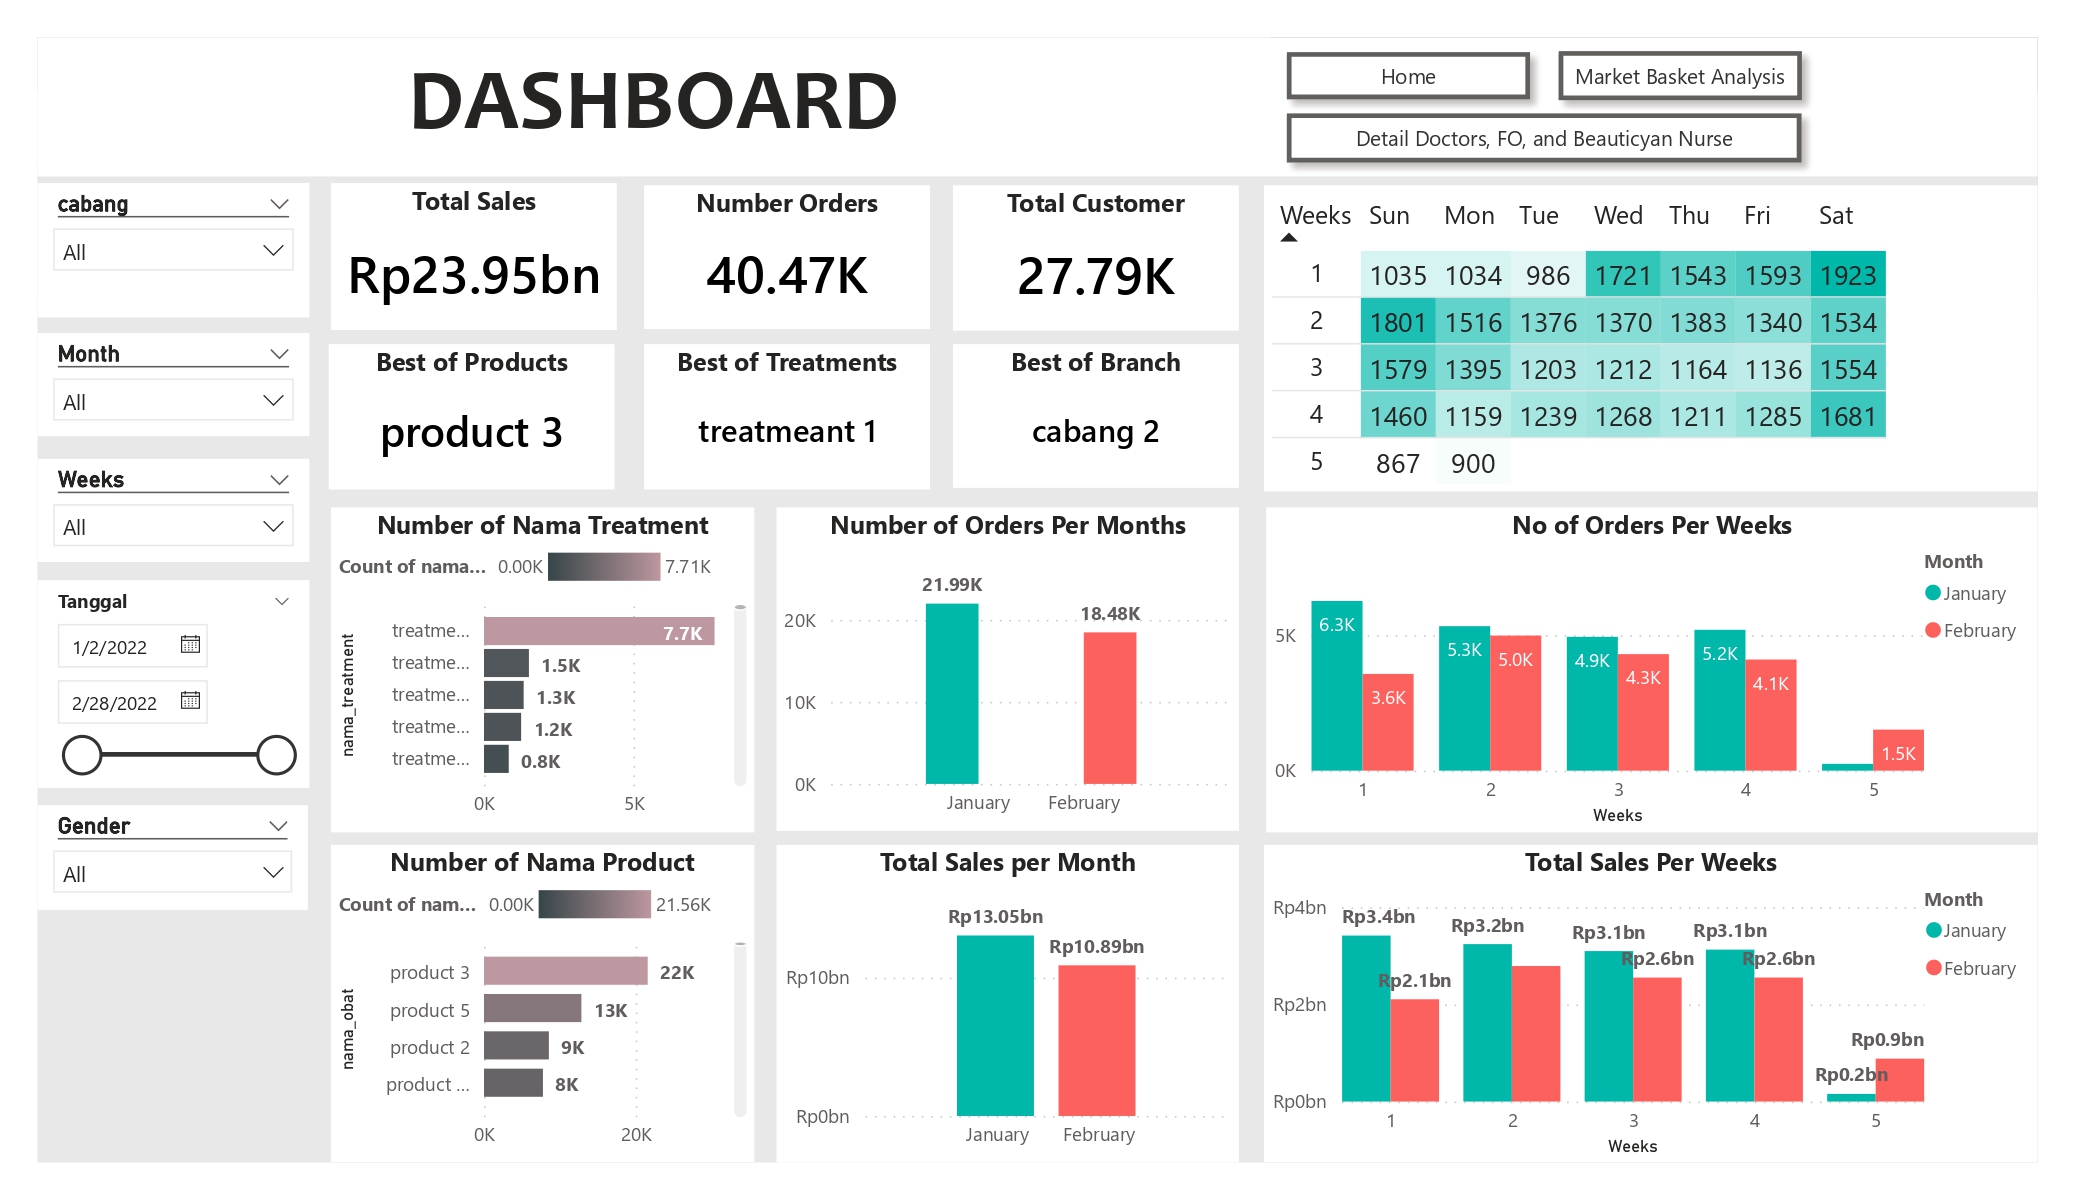 DASHBOARD
Home
Market Basket Analysis
Detail Doctors, FO, and Beauticyan Nurse
cabang
All
Month
All
Weeks
All
Tanggal
1/2/2022
2/28/2022
Gender
All
Total Sales
Rp23.95bn
Number Orders
40.47K
Total Customer
27.79K
Best of Products
product 3
Best of Treatments
treatmeant 1
Best of Branch
cabang 2
Weeks Sun Mon Tue Wed Thu Fri Sat
1 1035 1034 986 1721 1543 1593 1923
2 1801 1516 1376 1370 1383 1340 1534
3 1579 1395 1203 1212 1164 1136 1554
4 1460 1159 1239 1268 1211 1285 1681
5 867 900
Number of Nama Treatment
Count of nama... 0.00K 7.71K
nama_treatment
treatme... 7.7K
treatme... 1.5K
treatme... 1.3K
treatme... 1.2K
treatme... 0.8K
0K 5K
Number of Orders Per Months
21.99K
18.48K
20K
10K
0K
January February
No of Orders Per Weeks
Month
January
February
5K
0K
6.3K 3.6K
5.3K 5.0K
4.9K 4.3K
5.2K 4.1K
1.5K
1 2 3 4 5
Weeks
Number of Nama Product
Count of nam... 0.00K 21.56K
nama_obat
product 3 22K
product 5 13K
product 2 9K
product ... 8K
0K 20K
Total Sales per Month
Rp13.05bn
Rp10.89bn
Rp10bn
Rp0bn
January February
Total Sales Per Weeks
Month
January
February
Rp4bn
Rp2bn
Rp0bn
Rp3.4bn Rp2.1bn
Rp3.2bn
Rp3.1bn Rp2.6bn
Rp3.1bn Rp2.6bn
Rp0.2bn Rp0.9bn
1 2 3 4 5
Weeks